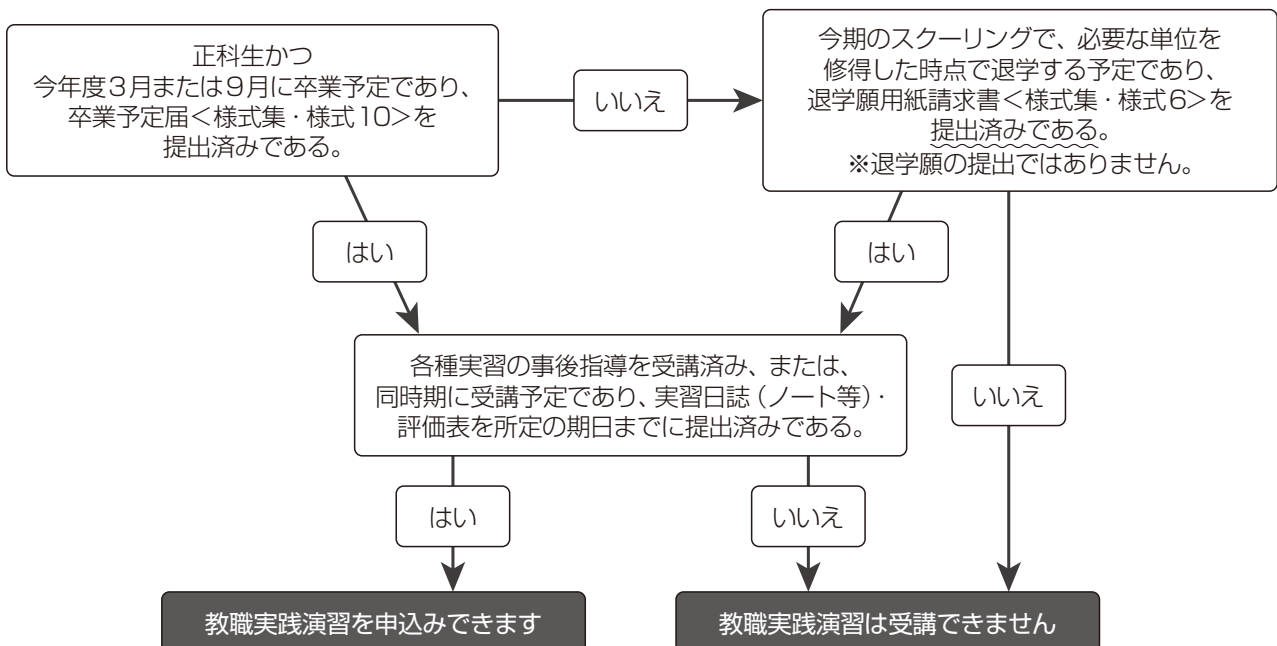 正科生かつ
今年度3月または9月に卒業予定であり、
卒業予定届<様式集・様式10>を
提出済みである。
いいえ
今期のスクーリングで、必要な単位を
修得した時点で退学する予定であり、
退学願用紙請求書<様式集・様式6>を
提出済みである。
※退学願の提出ではありません。
はい
はい
各種実習の事後指導を受講済み、または、
同時期に受講予定であり、実習日誌(ノート等)・
評価表を所定の期日までに提出済みである。
いいえ
はい
いいえ
教職実践演習を申込みできます
教職実践演習は受講できません